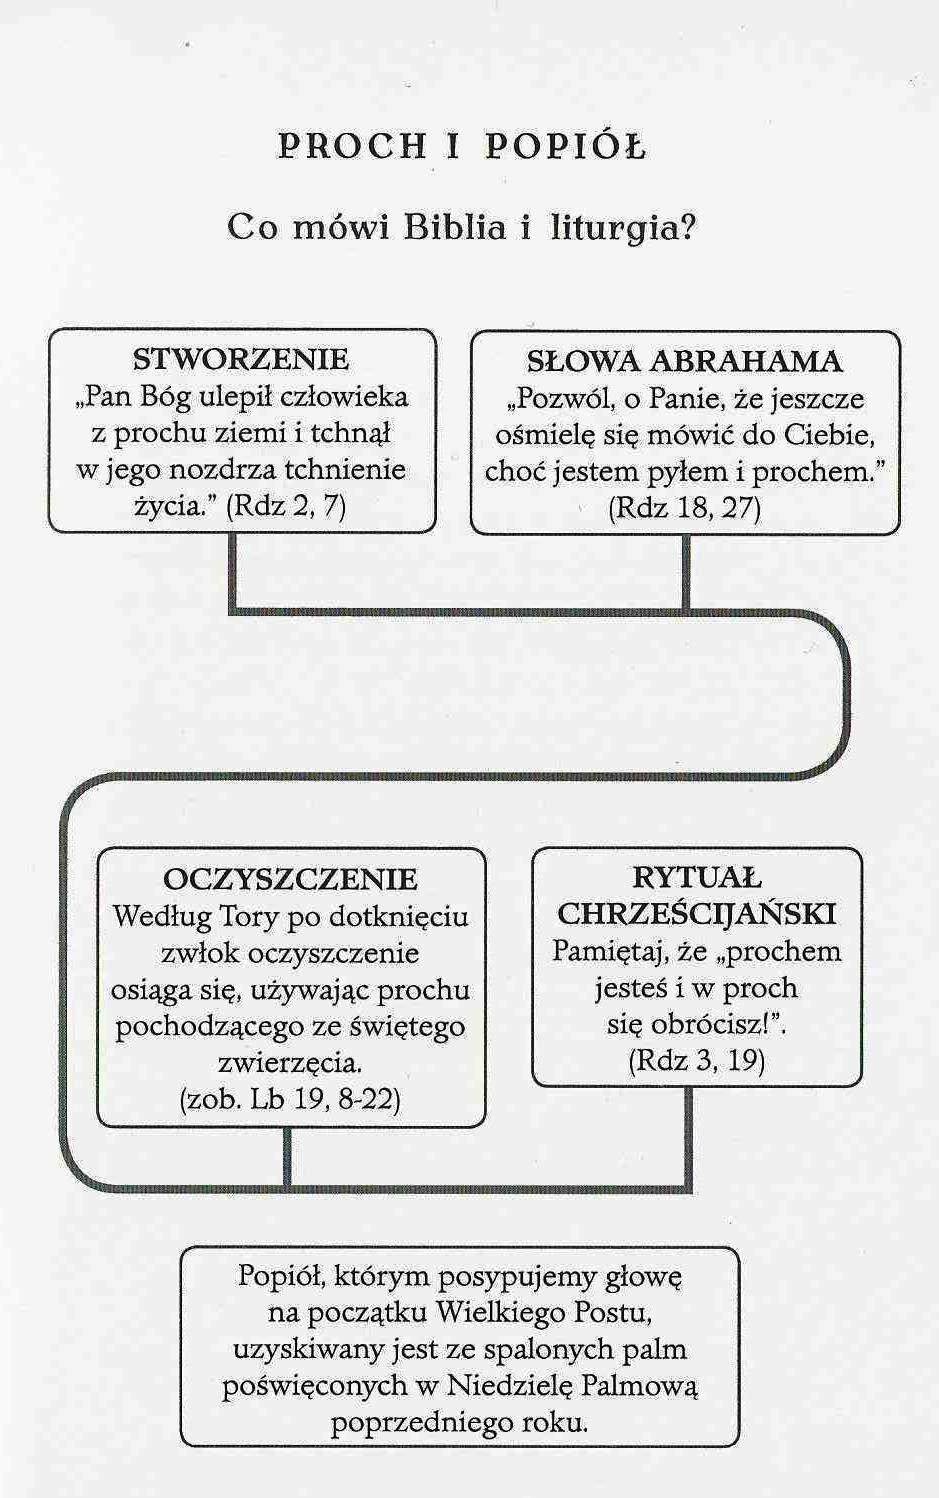 PROCH I POPIÓŁ
Co mówi Biblia i liturgia?
STWORZENIE
„Pan Bóg ulepił człowieka
z prochu ziemi i tchnął
w jego nozdrza tchnienie
życia.” (Rdz 2, 7)
SŁOWA ABRAHAMA
„Pozwól, o Panie, że jeszcze
ośmielę się mówić do Ciebie,
choć jestem pyłem i prochem.”
(Rdz 18, 27)
OCZYSZCZENIE
Według Tory po dotknięciu
zwłok oczyszczenie
osiąga się, używając prochu
pochodzącego ze świętego
zwierzęcia.
(zob. Lb 19, 8-22)
RYTUAŁ
CHRZEŚCIJAŃSKI
Pamiętaj, że „prochem
jesteś i w proch
się obrócisz!”.
(Rdz 3, 19)
Popiół, którym posypujemy głowę
na początku Wielkiego Postu,
uzyskiwany jest ze spalonych palm
poświęconych w Niedzielę Palmową
poprzedniego roku.